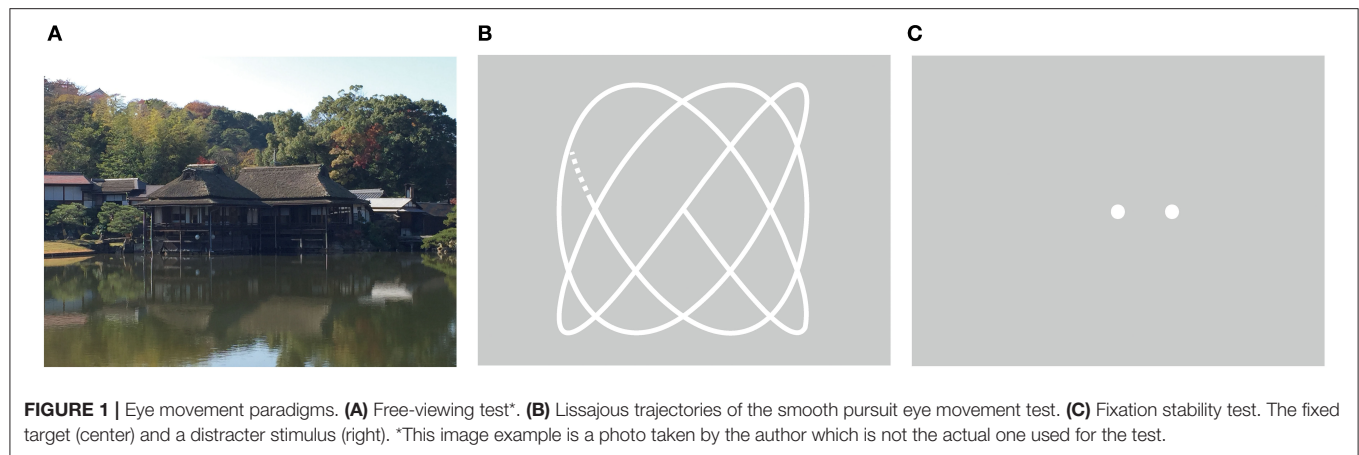 A
B
C
FIGURE 1 | Eye movement paradigms. (A) Free-viewing test*. (B) Lissajous trajectories of the smooth pursuit eye movement test. (C) Fixation stability test. The fixed
target (center) and a distracter stimulus (right). *This image example is a photo taken by the author which is not the actual one used for the test.